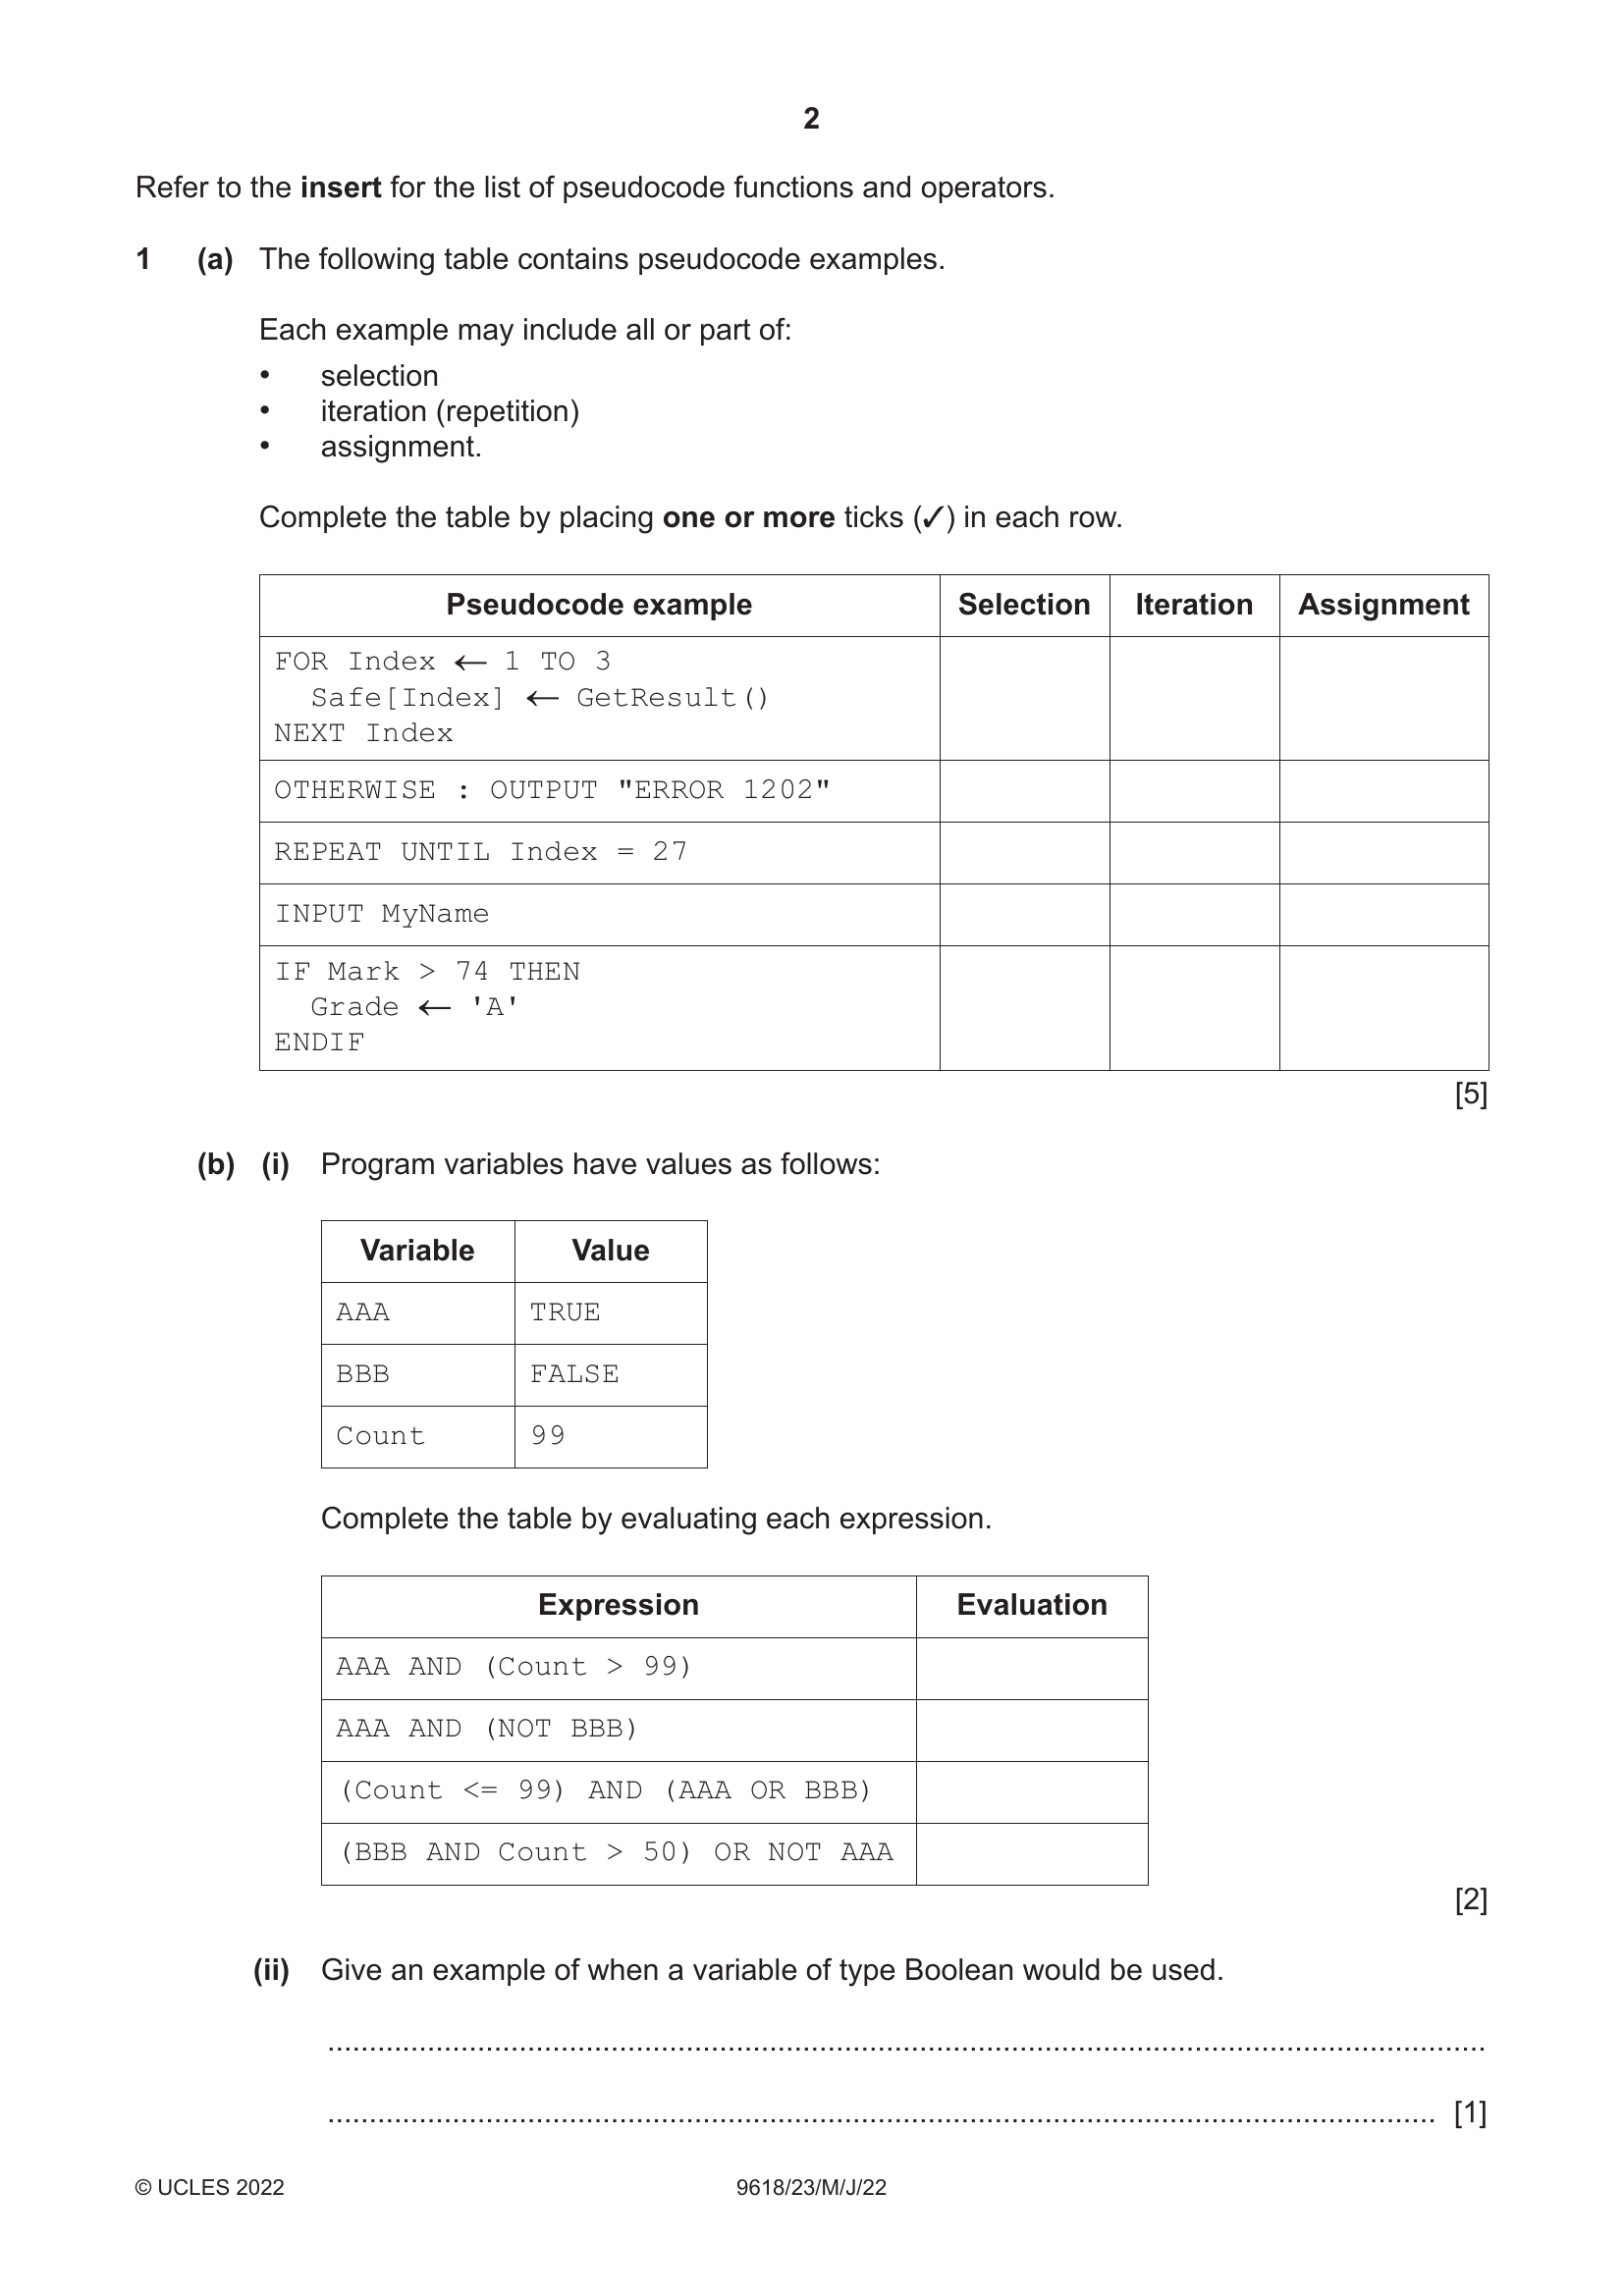 2
Refer to the insert for the list of pseudocode functions and operators.
1 (a) The following table contains pseudocode examples.
Each example may include all or part of:
• selection
• iteration (repetition)
• assignment.
Complete the table by placing one or more ticks (✓) in each row.
Pseudocode example Selection Iteration Assignment
FOR Index ← 1 TO 3
Safe[Index] ← GetResult()
NEXT Index
OTHERWISE : OUTPUT "ERROR 1202"
REPEAT UNTIL Index = 27
INPUT MyName
IF Mark > 74 THEN
Grade ← 'A'
ENDIF
[5]
(b) (i) Program variables have values as follows:
Variable Value
AAA TRUE
BBB FALSE
Count 99
Complete the table by evaluating each expression.
Expression Evaluation
AAA AND (Count > 99)
AAA AND (NOT BBB)
(Count <= 99) AND (AAA OR BBB)
(BBB AND Count > 50) OR NOT AAA
[2]
(ii) Give an example of when a variable of type Boolean would be used.
...................................................................................................................................................
............................................................................................................................................. [1]
© UCLES 2022 9618/23/M/J/22